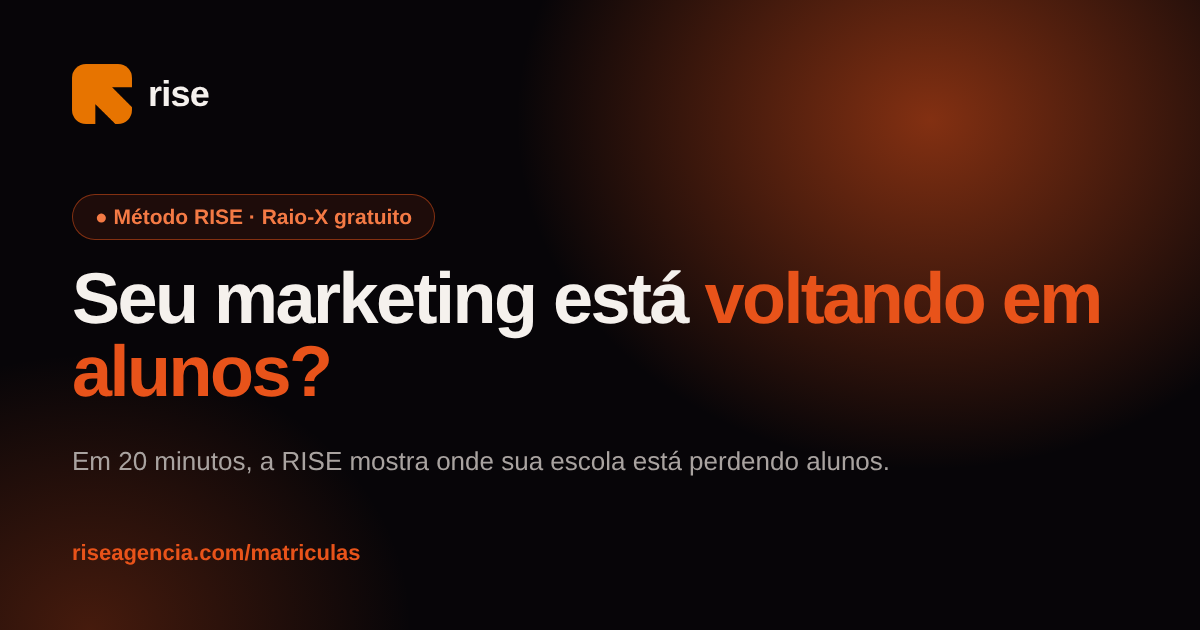 rise
● Método RISE · Raio-X gratuito
Seu marketing está voltando em
alunos?
Em 20 minutos, a RISE mostra onde sua escola está perdendo alunos.
riseagencia.com/matriculas